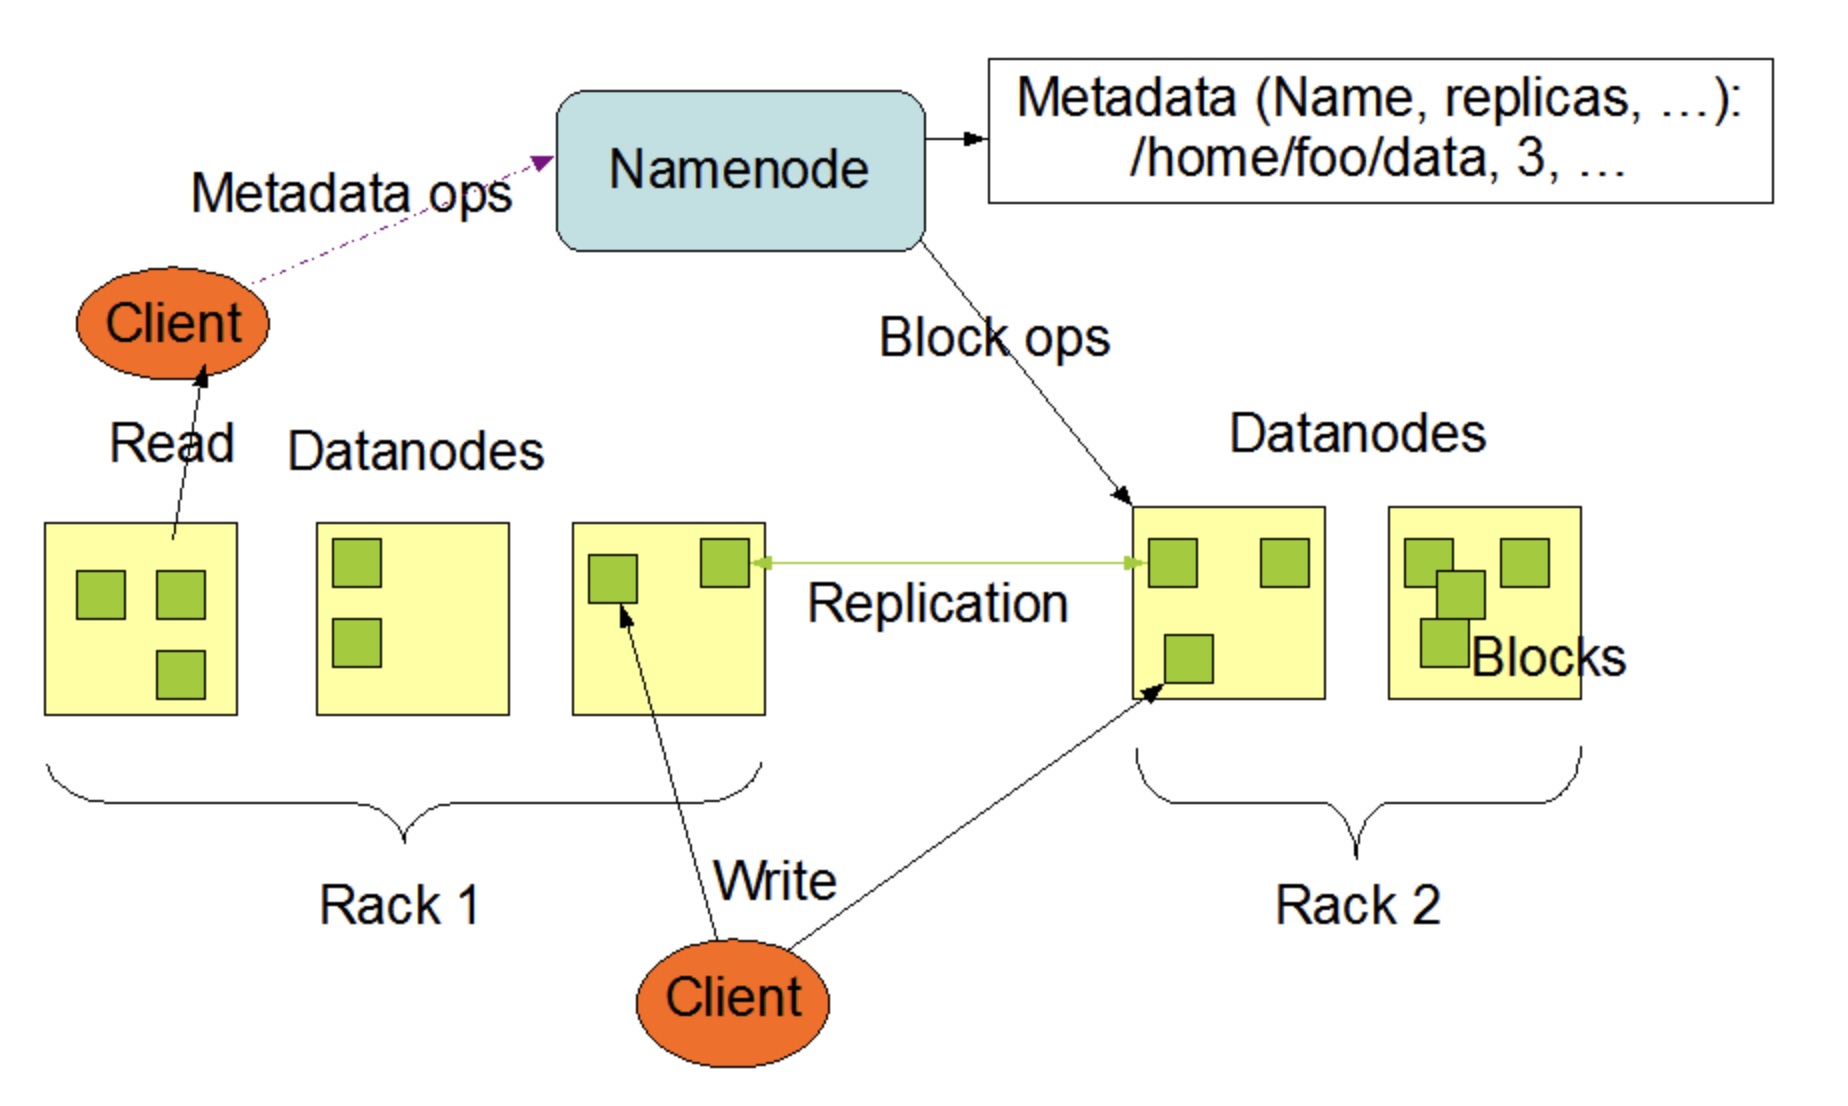 Metadata (Name, replicas, …):
/home/foo/data, 3, …
Namenode
Metadata ops
Client
Block ops
Read
Datanodes
Datanodes
Replication
Blocks
Rack 1
Write
Rack 2
Client